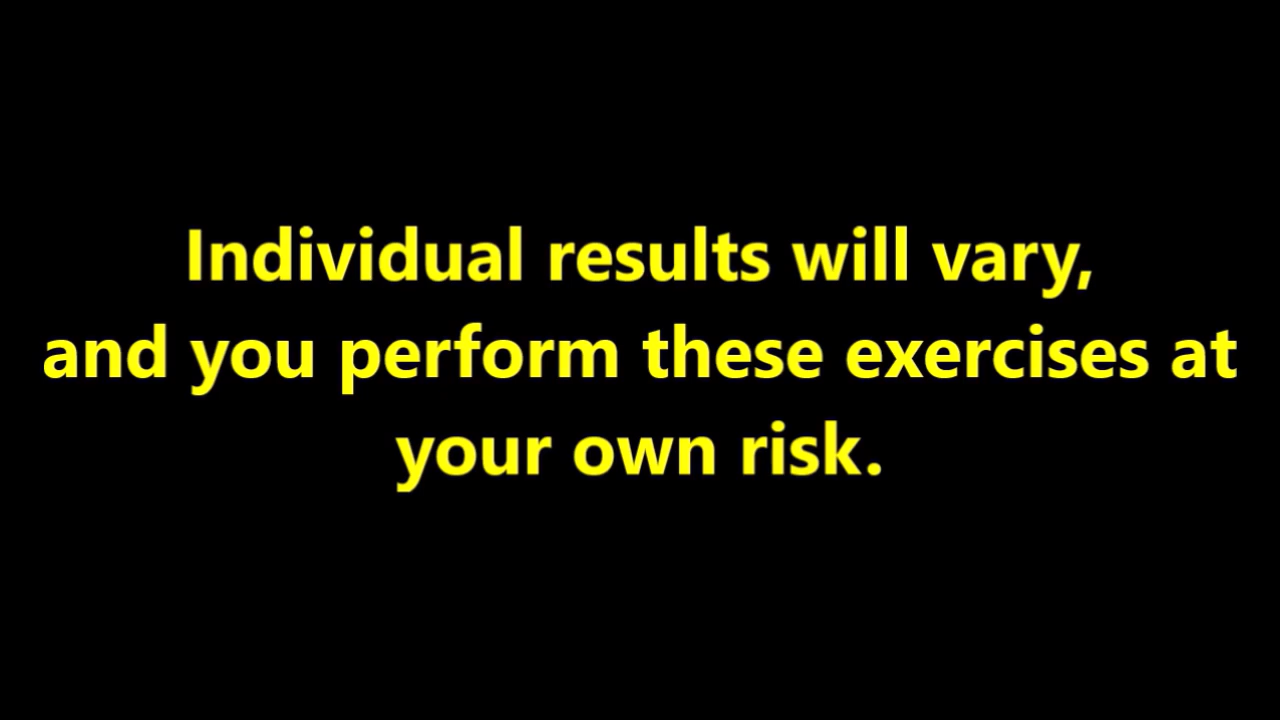 Individual results will vary,
and you perform these exercises at
your own risk.